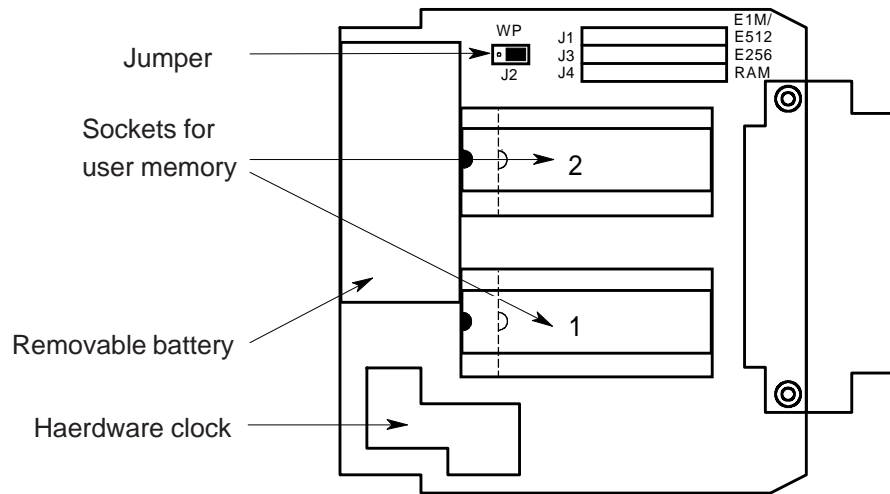 Jumper
Sockets for
user memory
Removable battery
Haerdware clock
WP
J2
J1
J3
J4
E1M/
E512
E256
RAM
2
1